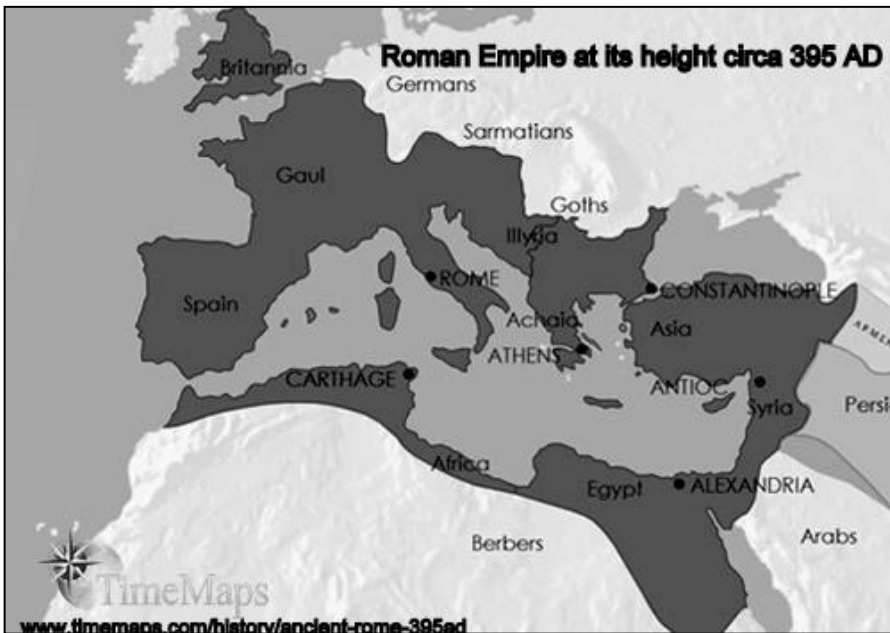 Roman Empire at its height circa 395 AD
Britannia
Germans
Sarmatians
Gaul
Goths
Illyria
ROME
CONSTANTINOPLE
Spain
Achaia
Asia
ATHENS
CARTHAGE
ANTIOC
Syria
Persi
Africa
Egypt
ALEXANDRIA
Berbers
Arabs
TimeMaps
www.timemaps.com/history/ancient-rome-395ad